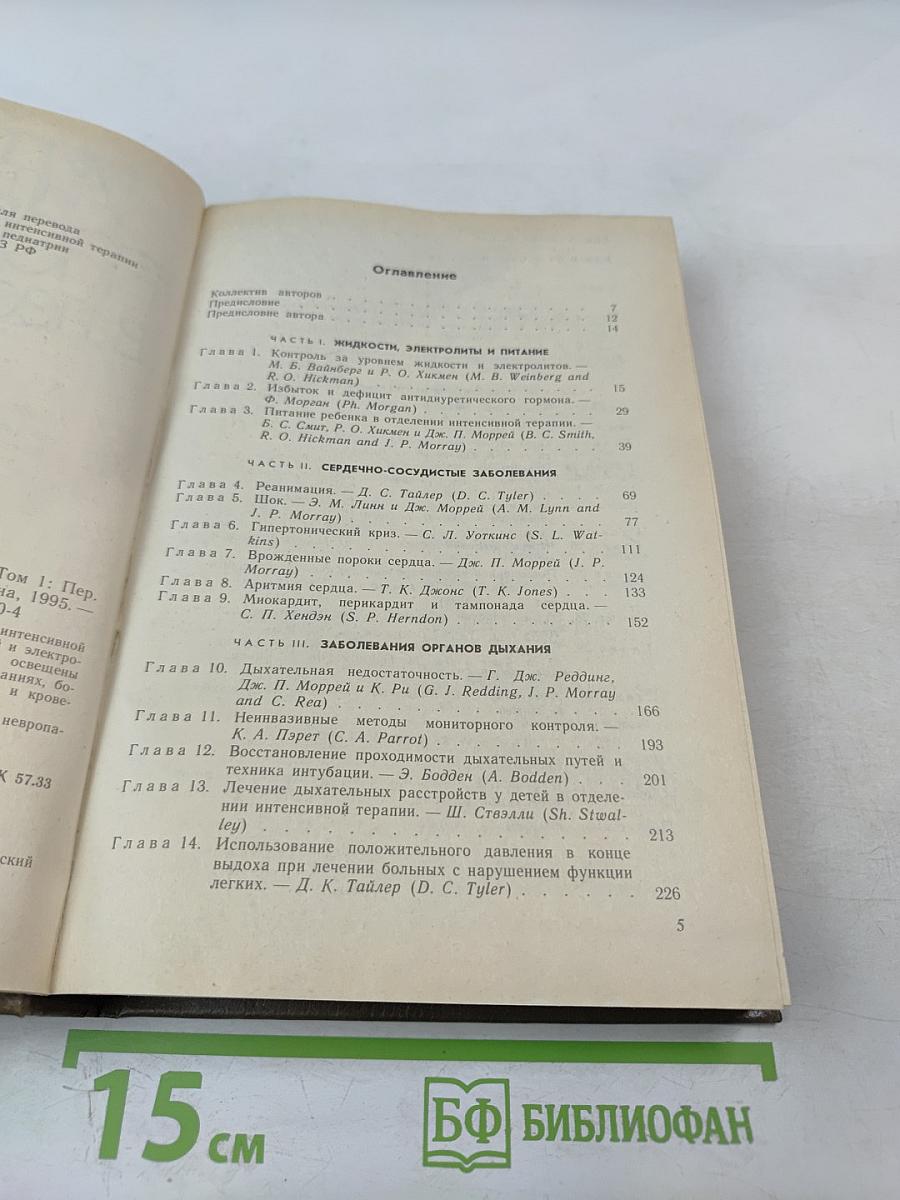 ля перевода
интенсивной терапии
педиатрии
З РФ
Том 1: Пер.
на, 1995. —
0-4
интенсивной
й и электро-
освещены
аниях, бо-
и крове-
невропа-
К 57.33
ский
Оглавление
Коллектив авторов . . . . . . . . . . . . . . . 7
Предисловие . . . . . . . . . . . . . . . . 12
Предисловие автора . . . . . . . . . . . . . . 14
ЧАСТЬ I. ЖИДКОСТИ, ЭЛЕКТРОЛИТЫ И ПИТАНИЕ
Глава 1. Контроль за уровнем жидкости и электролитов. —
М. Б. Вайнберг и Р. О. Хикмен (M. B. Weinberg and
R. O. Hickman) . . . . . . . . . . . . 15
Глава 2. Избыток и дефицит антидиуретического гормона. —
Ф. Морган (Ph. Morgan) . . . . . . . . . 29
Глава 3. Питание ребенка в отделении интенсивной терапии. —
Б. С. Смит, Р. О. Хикмен и Дж. П. Моррей (B. C. Smith,
R. O. Hickman and J. P. Morray) . . . . . . . 39
ЧАСТЬ II. СЕРДЕЧНО-СОСУДИСТЫЕ ЗАБОЛЕВАНИЯ
Глава 4. Реанимация. — Д. С. Тайлер (D. C. Tyler) . . . . 69
Глава 5. Шок. — Э. М. Линн и Дж. Моррей (A. M. Lynn and
J. P. Morray) . . . . . . . . . . . . . 77
Глава 6. Гипертонический криз. — С. Л. Уоткинс (S. L. Wat-
kins) . . . . . . . . . . . . . . . . 111
Глава 7. Врожденные пороки сердца. — Дж. П. Моррей (J. P.
Morray) . . . . . . . . . . . . . . . 124
Глава 8. Аритмия сердца. — Т. К. Джонс (T. K. Jones) . . . 133
Глава 9. Миокардит, перикардит и тампонада сердца. —
С. П. Хендэн (S. P. Herndon) . . . . . . . . 152
ЧАСТЬ III. ЗАБОЛЕВАНИЯ ОРГАНОВ ДЫХАНИЯ
Глава 10. Дыхательная недостаточность. — Г. Дж. Реддинг,
Дж. П. Моррей и К. Ри (G. J. Redding, J. P. Morray
and C. Rea) . . . . . . . . . . . . . . 166
Глава 11. Неинвазивные методы мониторного контроля. —
К. А. Пэрет (C. A. Parrot) . . . . . . . . . 193
Глава 12. Восстановление проходимости дыхательных путей и
техника интубации. — Э. Бодден (A. Bodden) . . . 201
Глава 13. Лечение дыхательных расстройств у детей в отделе-
нии интенсивной терапии. — Ш. Ствэлли (Sh. Stwal-
ley) . . . . . . . . . . . . . . . . 213
Глава 14. Использование положительного давления в конце
выдоха при лечении больных с нарушением функции
легких. — Д. К. Тайлер (D. C. Tyler) . . . . . . 226
5
15 см
БФ БИБЛИОФАН